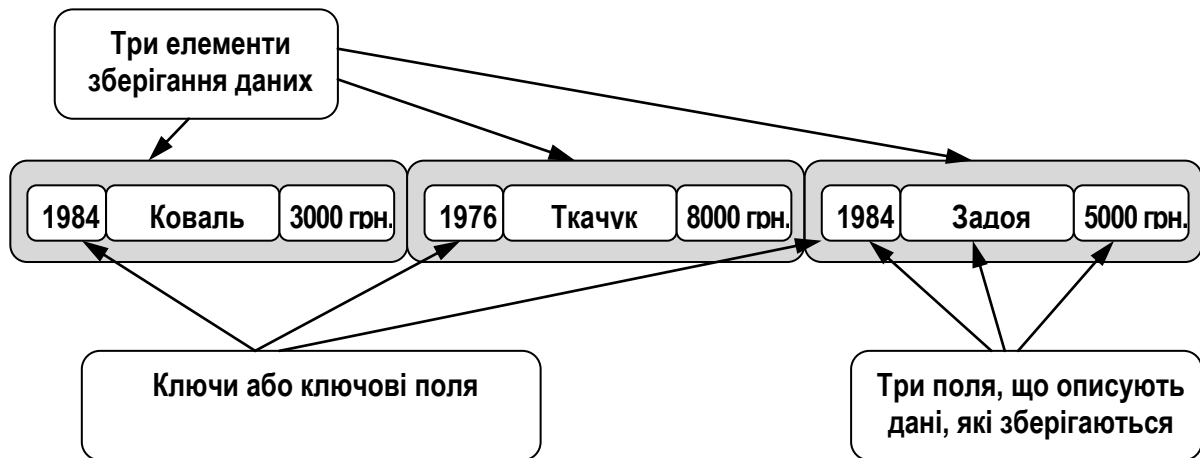 Три елементи
зберігання даних
1984 Коваль 3000 грн.
1976 Ткачук 8000 грн.
1984 Задоя 5000 грн.
Ключи або ключові поля
Три поля, що описують
дані, які зберігаються